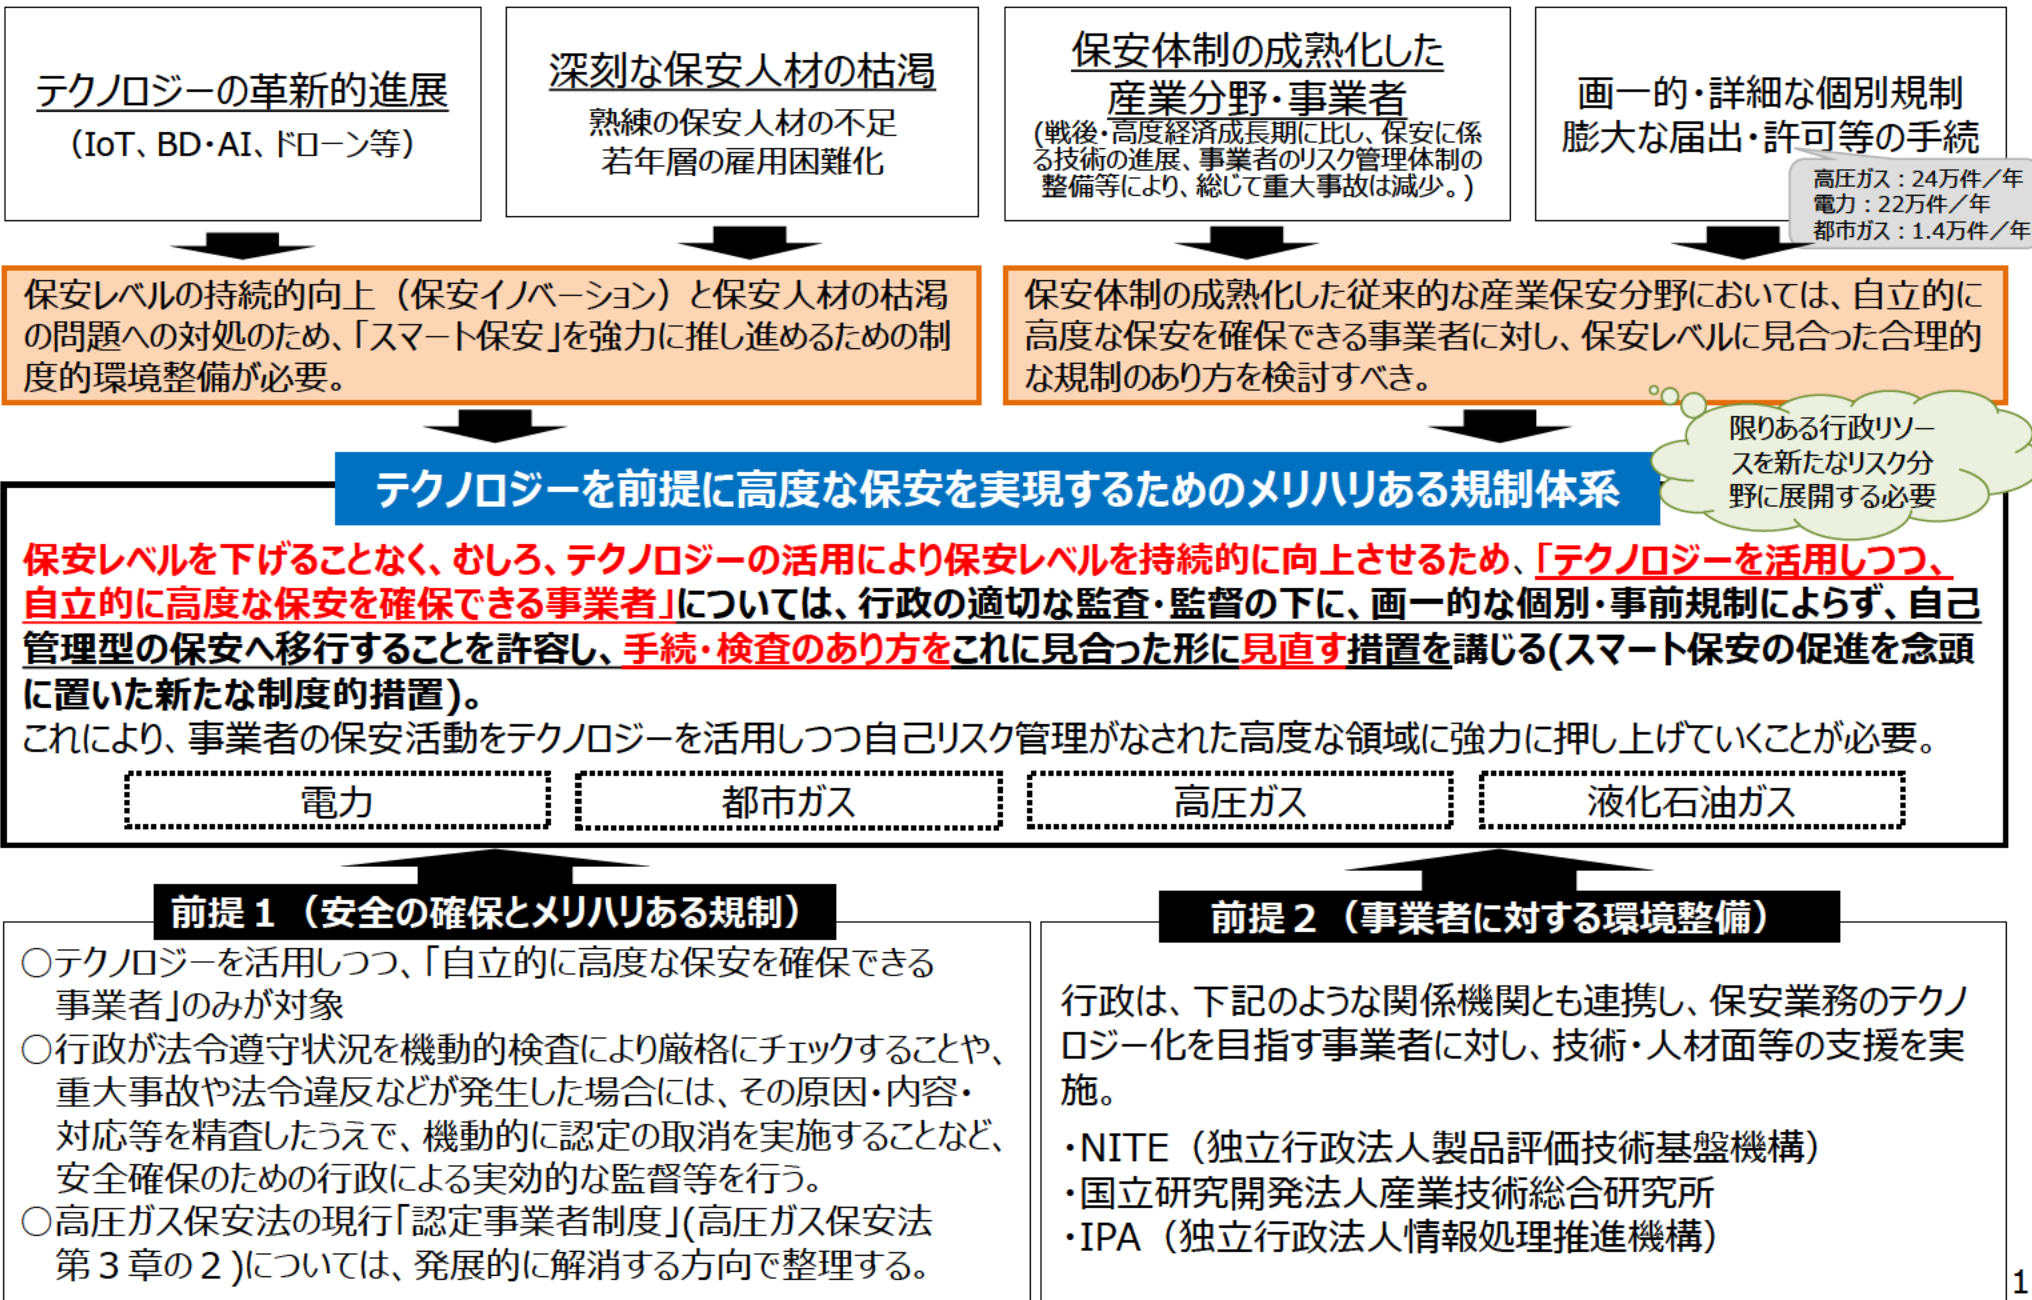 テクノロジーの革新的進展
（IoT、BD・AI、ドローン等）
深刻な保安人材の枯渇
熟練の保安人材の不足
若年層の雇用困難化
保安体制の成熟化した
産業分野・事業者
(戦後・高度経済成長期に比し、保安に係
る技術の進展、事業者のリスク管理体制の
整備等により、総じて重大事故は減少。)
画一的・詳細な個別規制
膨大な届出・許可等の手続
高圧ガス：24万件／年
電力：22万件／年
都市ガス：1.4万件／年
保安レベルの持続的向上（保安イノベーション）と保安人材の枯渇
の問題への対処のため、「スマート保安」を強力に推し進めるための制
度的環境整備が必要。
保安体制の成熟化した従来的な産業保安分野においては、自立的に
高度な保安を確保できる事業者に対し、保安レベルに見合った合理的
な規制のあり方を検討すべき。
限りある行政リソー
スを新たなリスク分
野に展開する必要
テクノロジーを前提に高度な保安を実現するためのメリハリある規制体系
保安レベルを下げることなく、むしろ、テクノロジーの活用により保安レベルを持続的に向上させるため、「テクノロジーを活用しつつ、
自立的に高度な保安を確保できる事業者」については、行政の適切な監査・監督の下に、画一的な個別・事前規制によらず、自己
管理型の保安へ移行することを許容し、手続・検査のあり方をこれに見合った形に見直す措置を講じる(スマート保安の促進を念頭
に置いた新たな制度的措置)。
これにより、事業者の保安活動をテクノロジーを活用しつつ自己リスク管理がなされた高度な領域に強力に押し上げていくことが必要。
電力
都市ガス
高圧ガス
液化石油ガス
前提１（安全の確保とメリハリある規制）
○テクノロジーを活用しつつ、「自立的に高度な保安を確保できる
事業者」のみが対象
○行政が法令遵守状況を機動的検査により厳格にチェックすることや、
重大事故や法令違反などが発生した場合には、その原因・内容・
対応等を精査したうえで、機動的に認定の取消を実施することなど、
安全確保のための行政による実効的な監督等を行う。
○高圧ガス保安法の現行「認定事業者制度」(高圧ガス保安法
第３章の２)については、発展的に解消する方向で整理する。
前提２（事業者に対する環境整備）
行政は、下記のような関係機関とも連携し、保安業務のテクノ
ロジー化を目指す事業者に対し、技術・人材面等の支援を実
施。
・NITE（独立行政法人製品評価技術基盤機構）
・国立研究開発法人産業技術総合研究所
・IPA（独立行政法人情報処理推進機構）
1